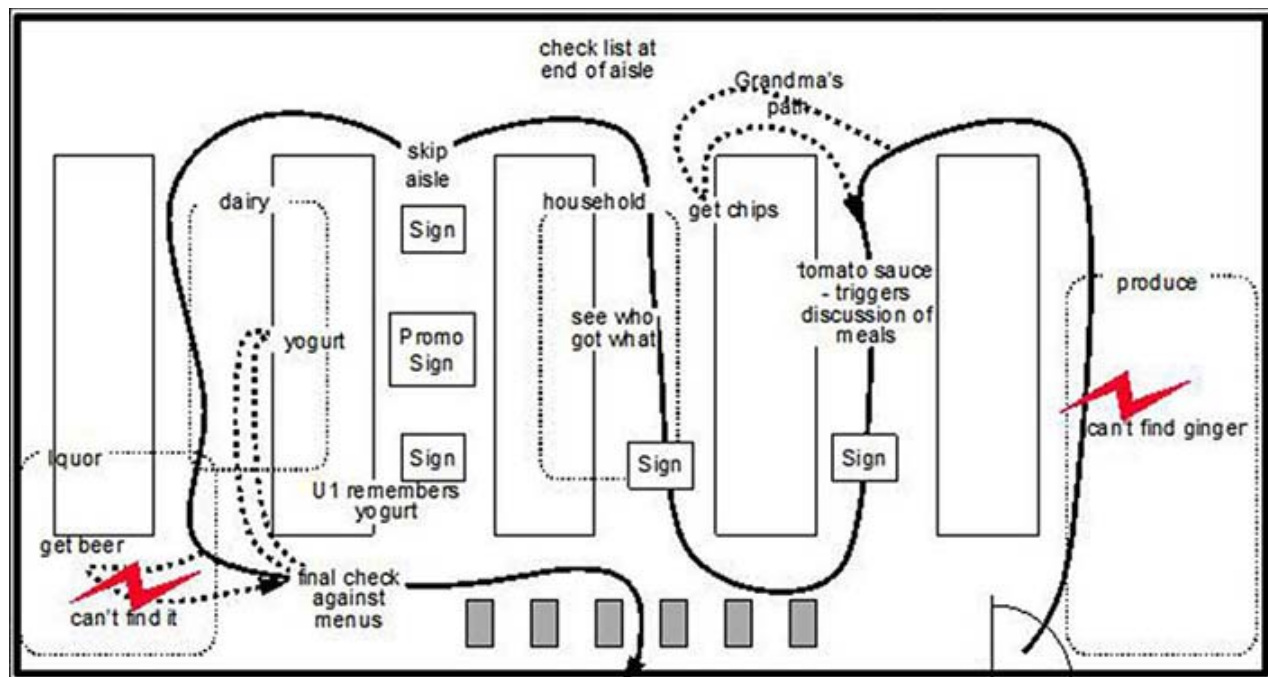 check list at
end of aisle
Grandma's
path
skip
aisle
dairy
household
get chips
Sign
tomato sauce
- triggers
discussion of
meals
produce
see who
got what
yogurt
Promo
Sign
can't find ginger
liquor
Sign
Sign
Sign
U1 remembers
yogurt
get beer
final check
against
menus
can't find it